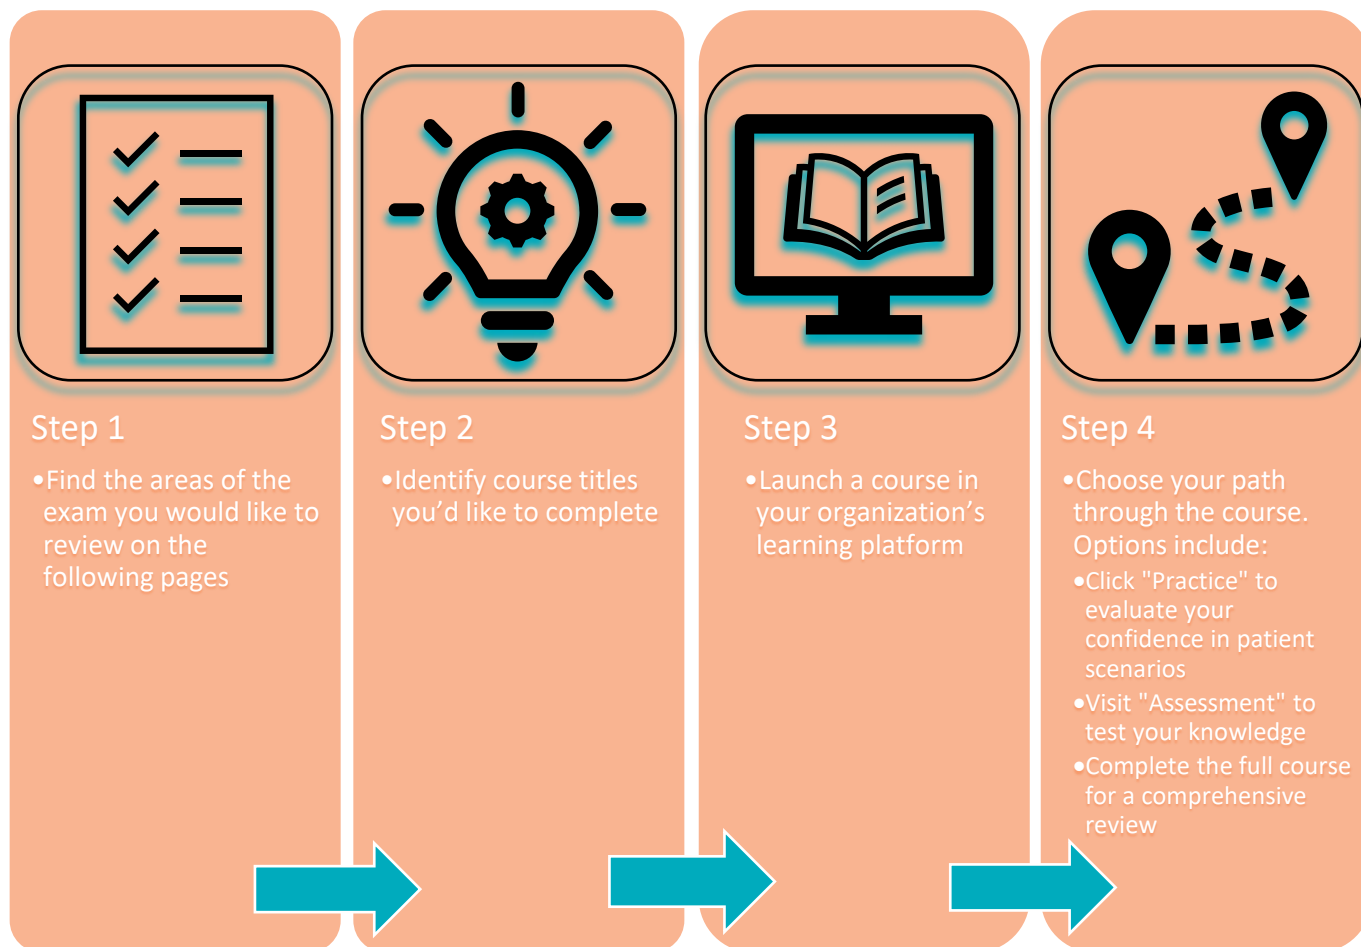 Step 1
•Find the areas of the
exam you would like to
review on the
following pages
Step 2
•Identify course titles
you’d like to complete
Step 3
•Launch a course in
your organization’s
learning platform
Step 4
•Choose your path
through the course.
Options include:
•Click "Practice" to
evaluate your
confidence in patient
scenarios
•Visit "Assessment" to
test your knowledge
•Complete the full course
for a comprehensive
review